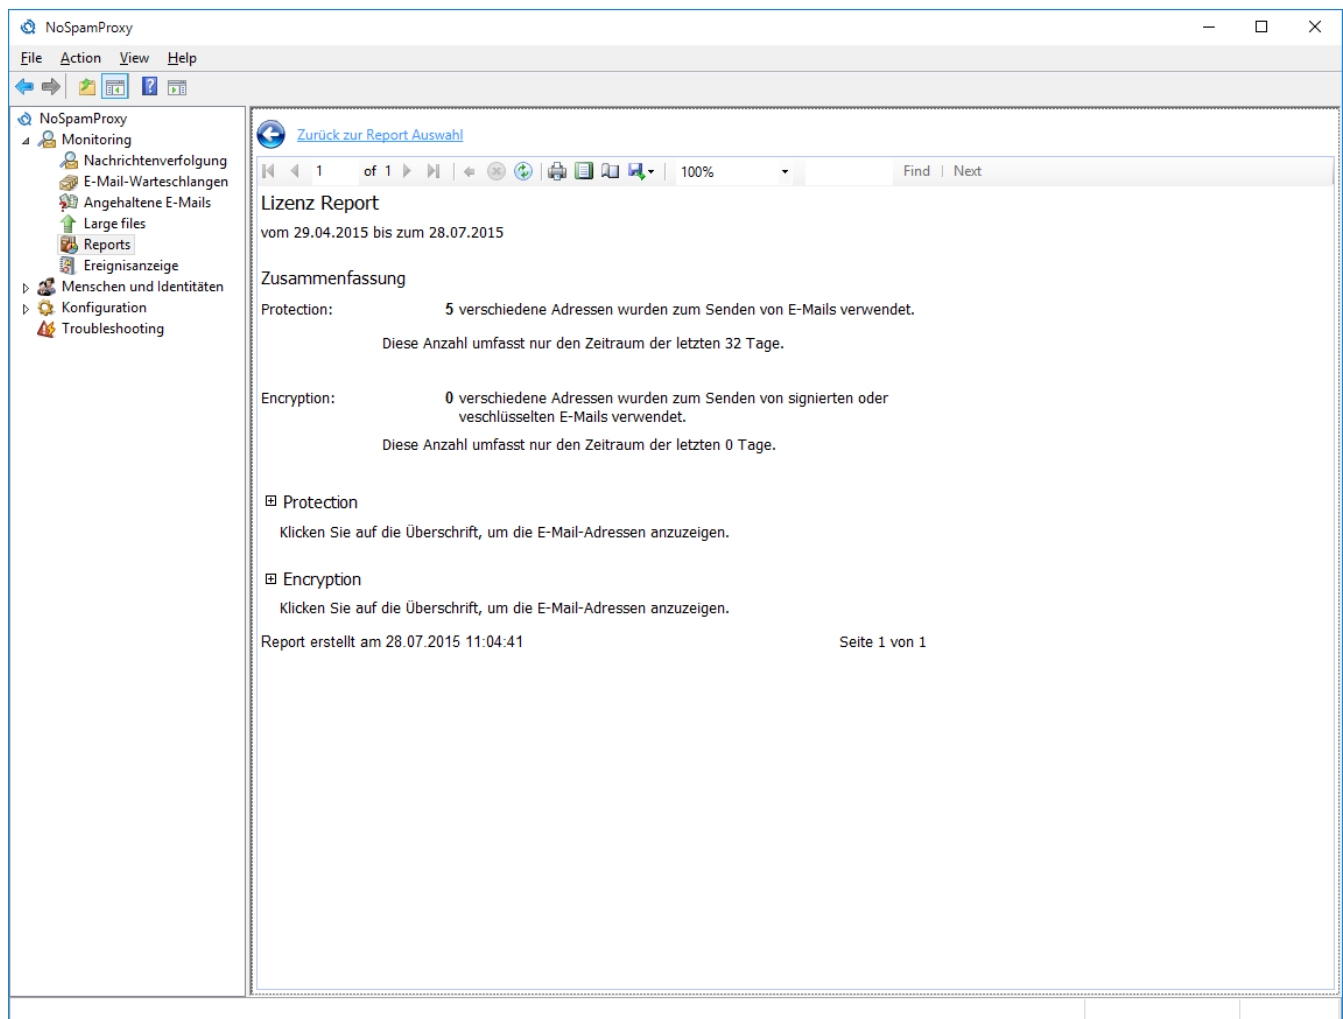 NoSpamProxy
File Action View Help
NoSpamProxy
Monitoring
Nachrichtenverfolgung
E-Mail-Warteschlangen
Angehaltene E-Mails
Large files
Reports
Ereignisanzeige
Menschen und Identitäten
Konfiguration
Troubleshooting
Zurück zur Report Auswahl
1 of 1 100% Find | Next
Lizenz Report
vom 29.04.2015 bis zum 28.07.2015
Zusammenfassung
Protection: 5 verschiedene Adressen wurden zum Senden von E-Mails verwendet.
Diese Anzahl umfasst nur den Zeitraum der letzten 32 Tage.
Encryption: 0 verschiedene Adressen wurden zum Senden von signierten oder
veschlüsselten E-Mails verwendet.
Diese Anzahl umfasst nur den Zeitraum der letzten 0 Tage.
Protection
Klicken Sie auf die Überschrift, um die E-Mail-Adressen anzuzeigen.
Encryption
Klicken Sie auf die Überschrift, um die E-Mail-Adressen anzuzeigen.
Report erstellt am 28.07.2015 11:04:41 Seite 1 von 1